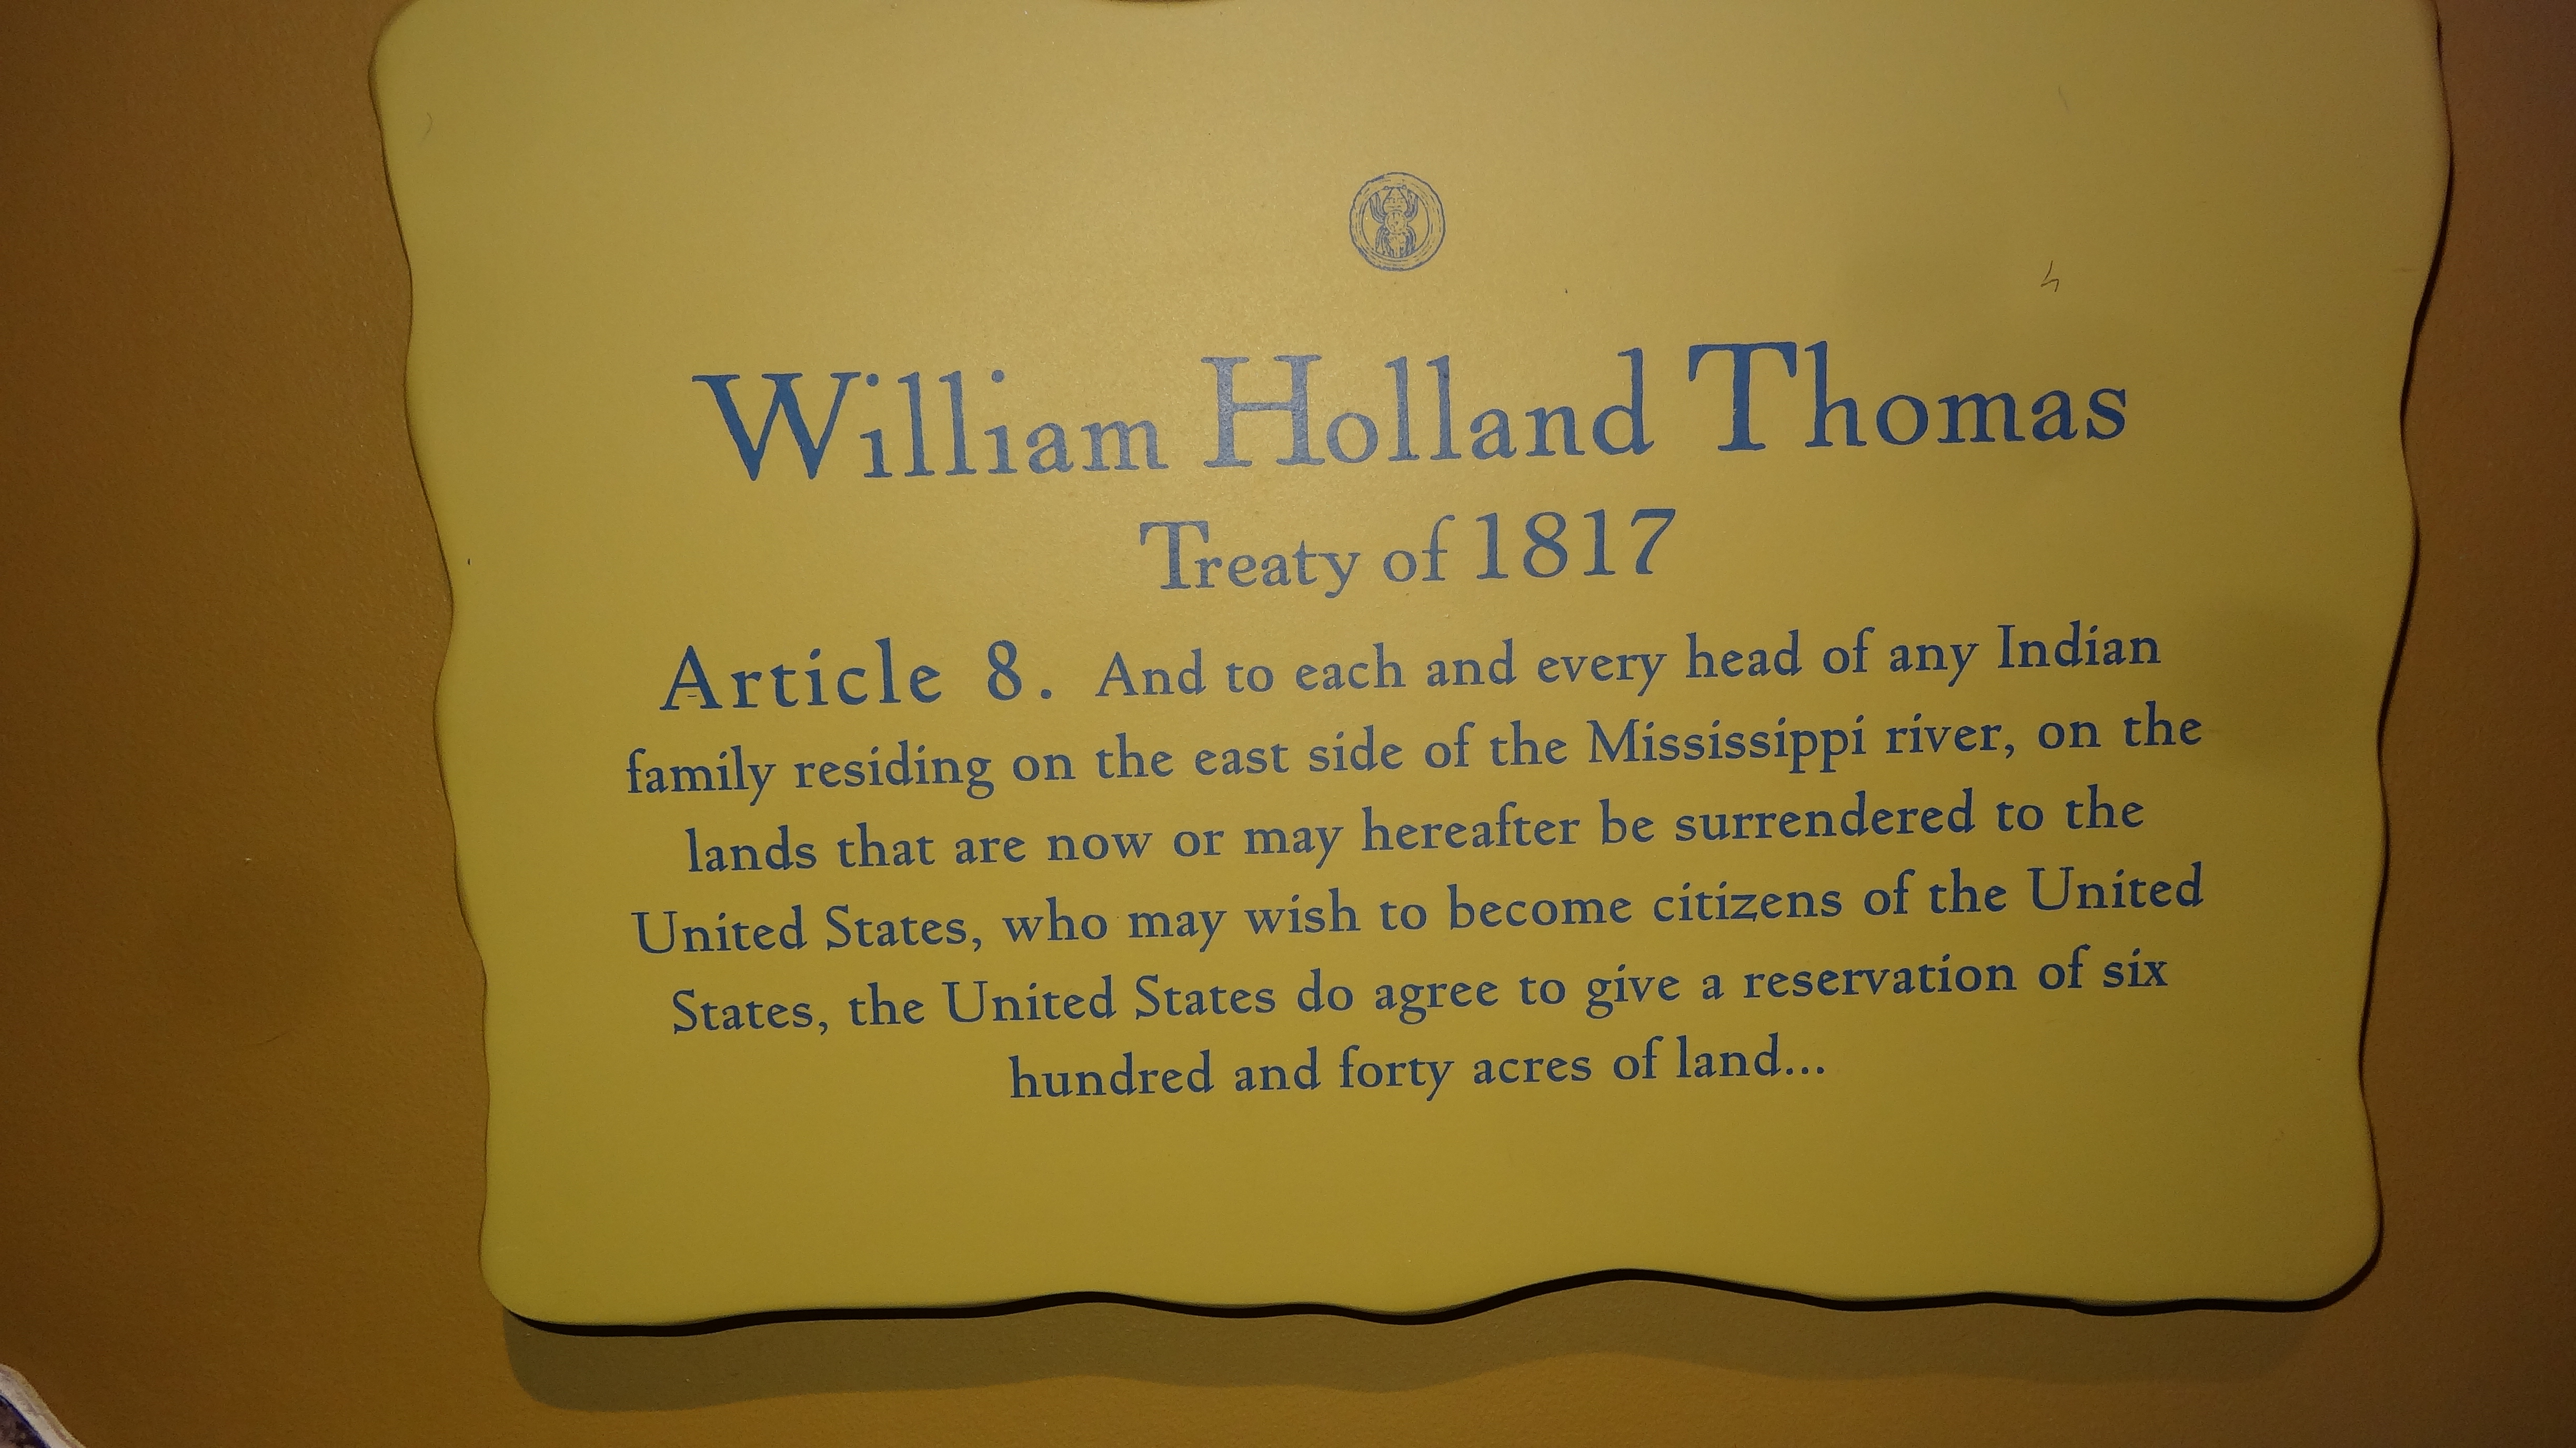 William Holland Thomas
Treaty of 1817
Article 8. And to each and every head of any Indian
family residing on the east side of the Mississippi river, on the
lands that are now or may hereafter be surrendered to the
United States, who may wish to become citizens of the United
States, the United States do agree to give a reservation of six
hundred and forty acres of land...